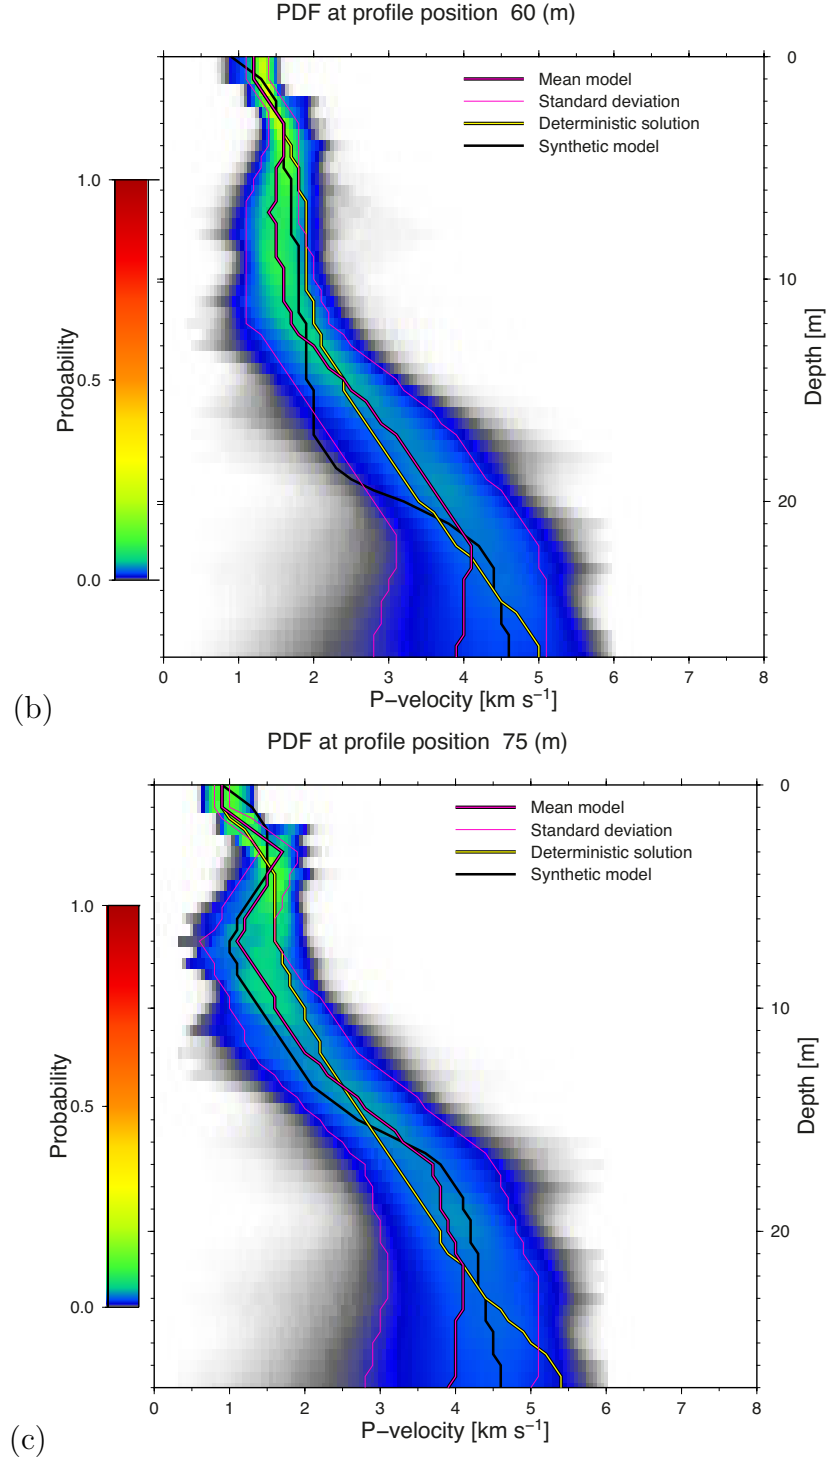 PDF at profile position 60 (m)
Mean model
Standard deviation
Deterministic solution
Synthetic model
Probability
1.0
0.5
0.0
0
10
20
Depth [m]
0 1 2 3 4 5 6 7 8
P-velocity [km s⁻¹]
(b)
PDF at profile position 75 (m)
Mean model
Standard deviation
Deterministic solution
Synthetic model
Probability
1.0
0.5
0.0
0
10
20
Depth [m]
0 1 2 3 4 5 6 7 8
P-velocity [km s⁻¹]
(c)